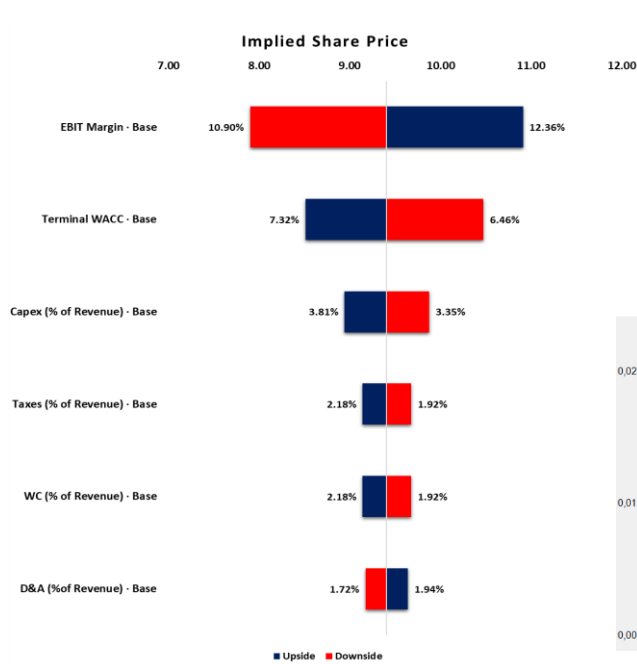 Implied Share Price
7.00 8.00 9.00 10.00 11.00 12.00
EBIT Margin · Base 10.90% 12.36%
Terminal WACC · Base 7.32% 6.46%
Capex (% of Revenue) · Base 3.81% 3.35%
0,02
Taxes (% of Revenue) · Base 2.18% 1.92%
WC (% of Revenue) · Base 2.18% 1.92%
0,01
D&A (%of Revenue) · Base 1.72% 1.94%
0,00
Upside Downside